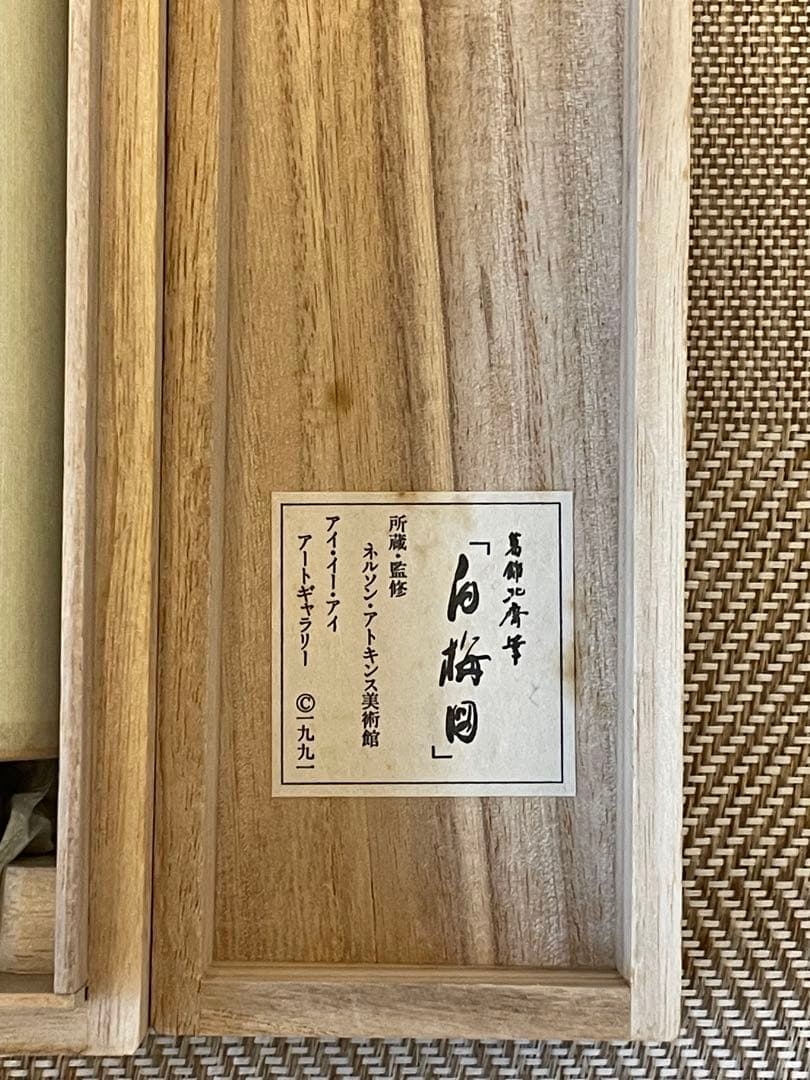 葛飾北斎筆
「白梅図」
所蔵・監修
ネルソン・アトキンス美術館
アイ・イー・アイ
アートギャラリー ©一九九一